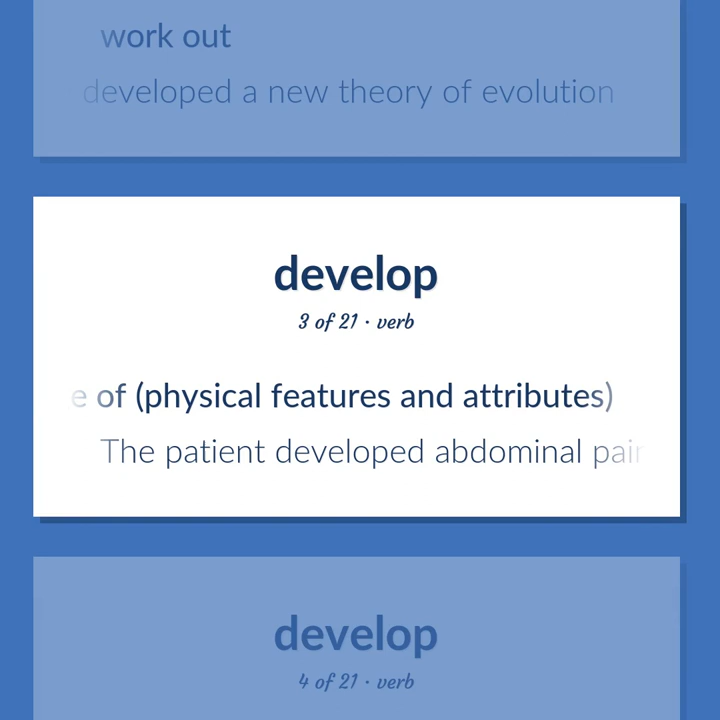 work out
developed a new theory of evolution
develop
3 of 21 · verb
e of (physical features and attributes)
The patient developed abdominal pain
develop
4 of 21 · verb